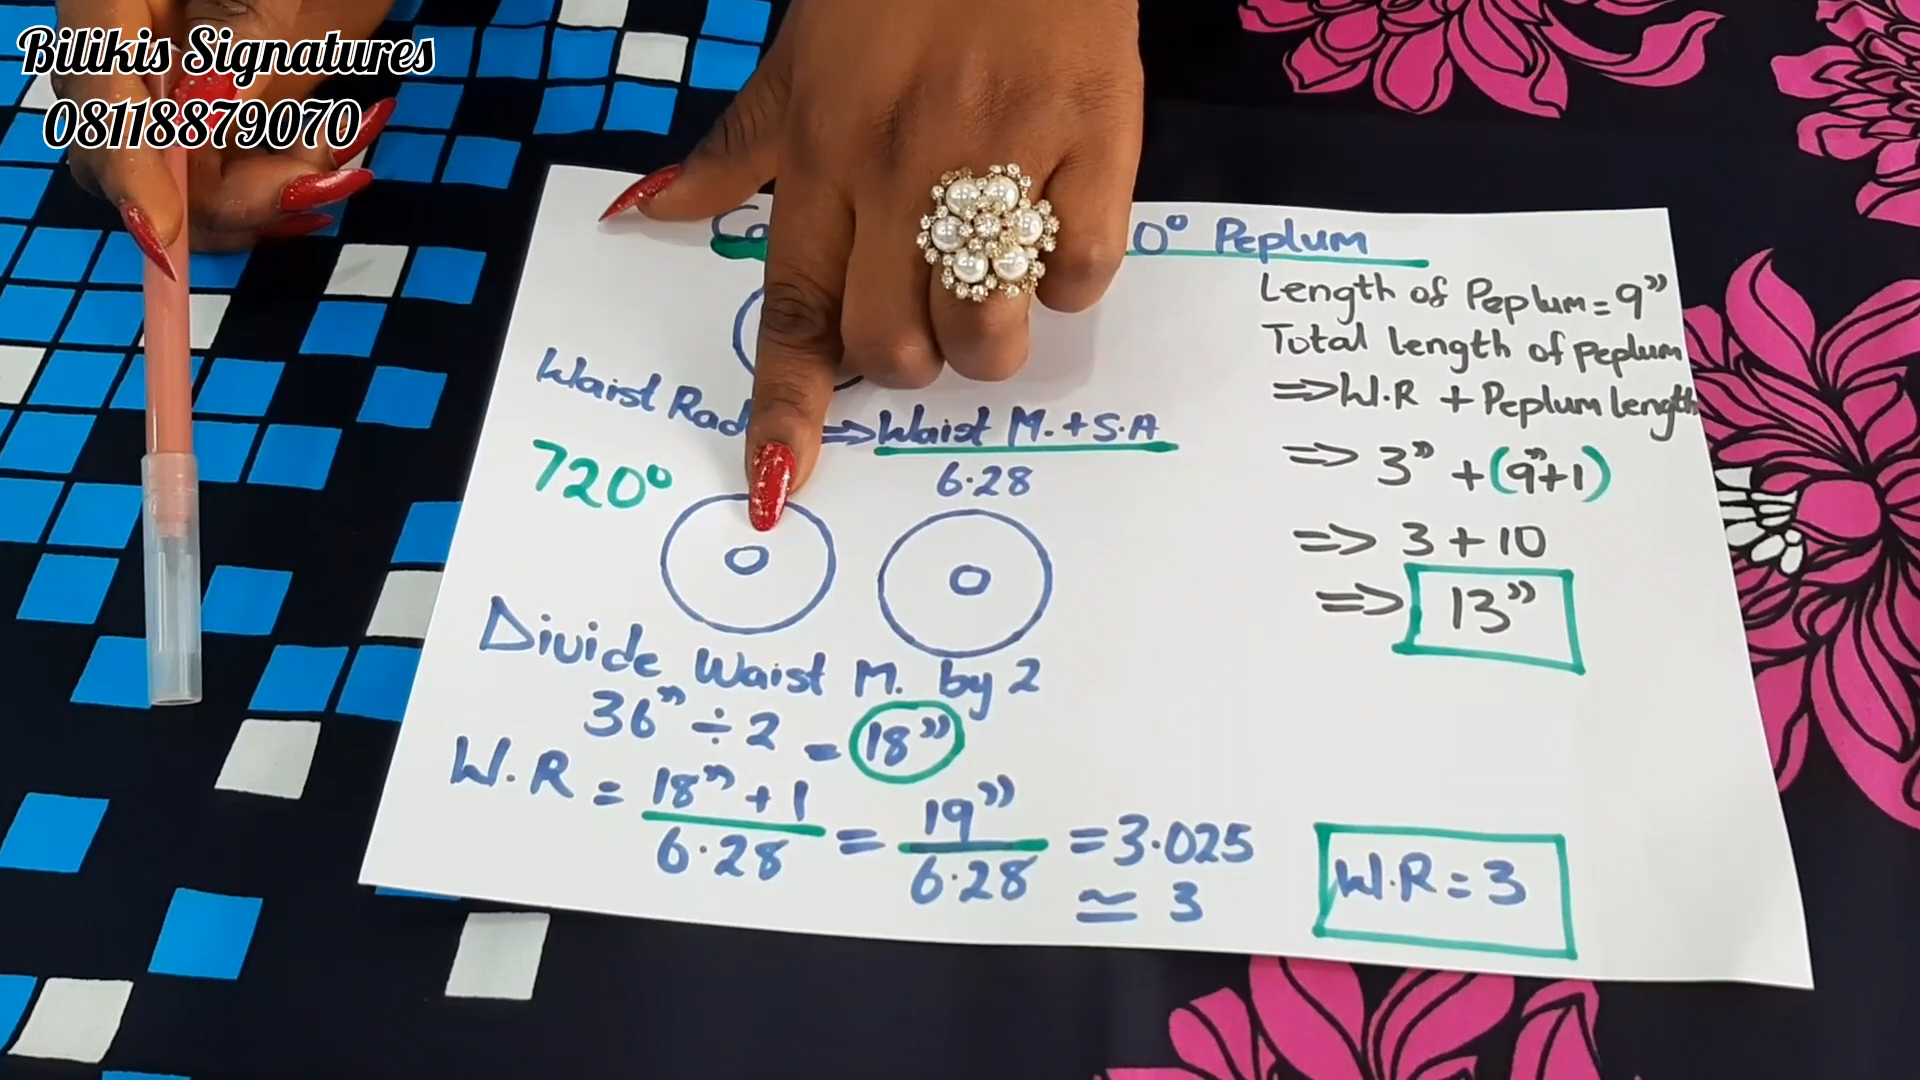 Bilikis Signatures
08118879070
0° Peplum
Length of Peplum = 9"
Total length of peplum
⇒ W.R + Peplum length
⇒ 3" + (9"+1)
⇒ 3 + 10
⇒ 13"
Waist Rad ⇒ Waist M. + S.A
6.28
720°
Divide Waist M. by 2
36" ÷ 2 = 18"
W.R = 18" + 1 / 6.28 = 19" / 6.28 = 3.025
≃ 3
W.R = 3